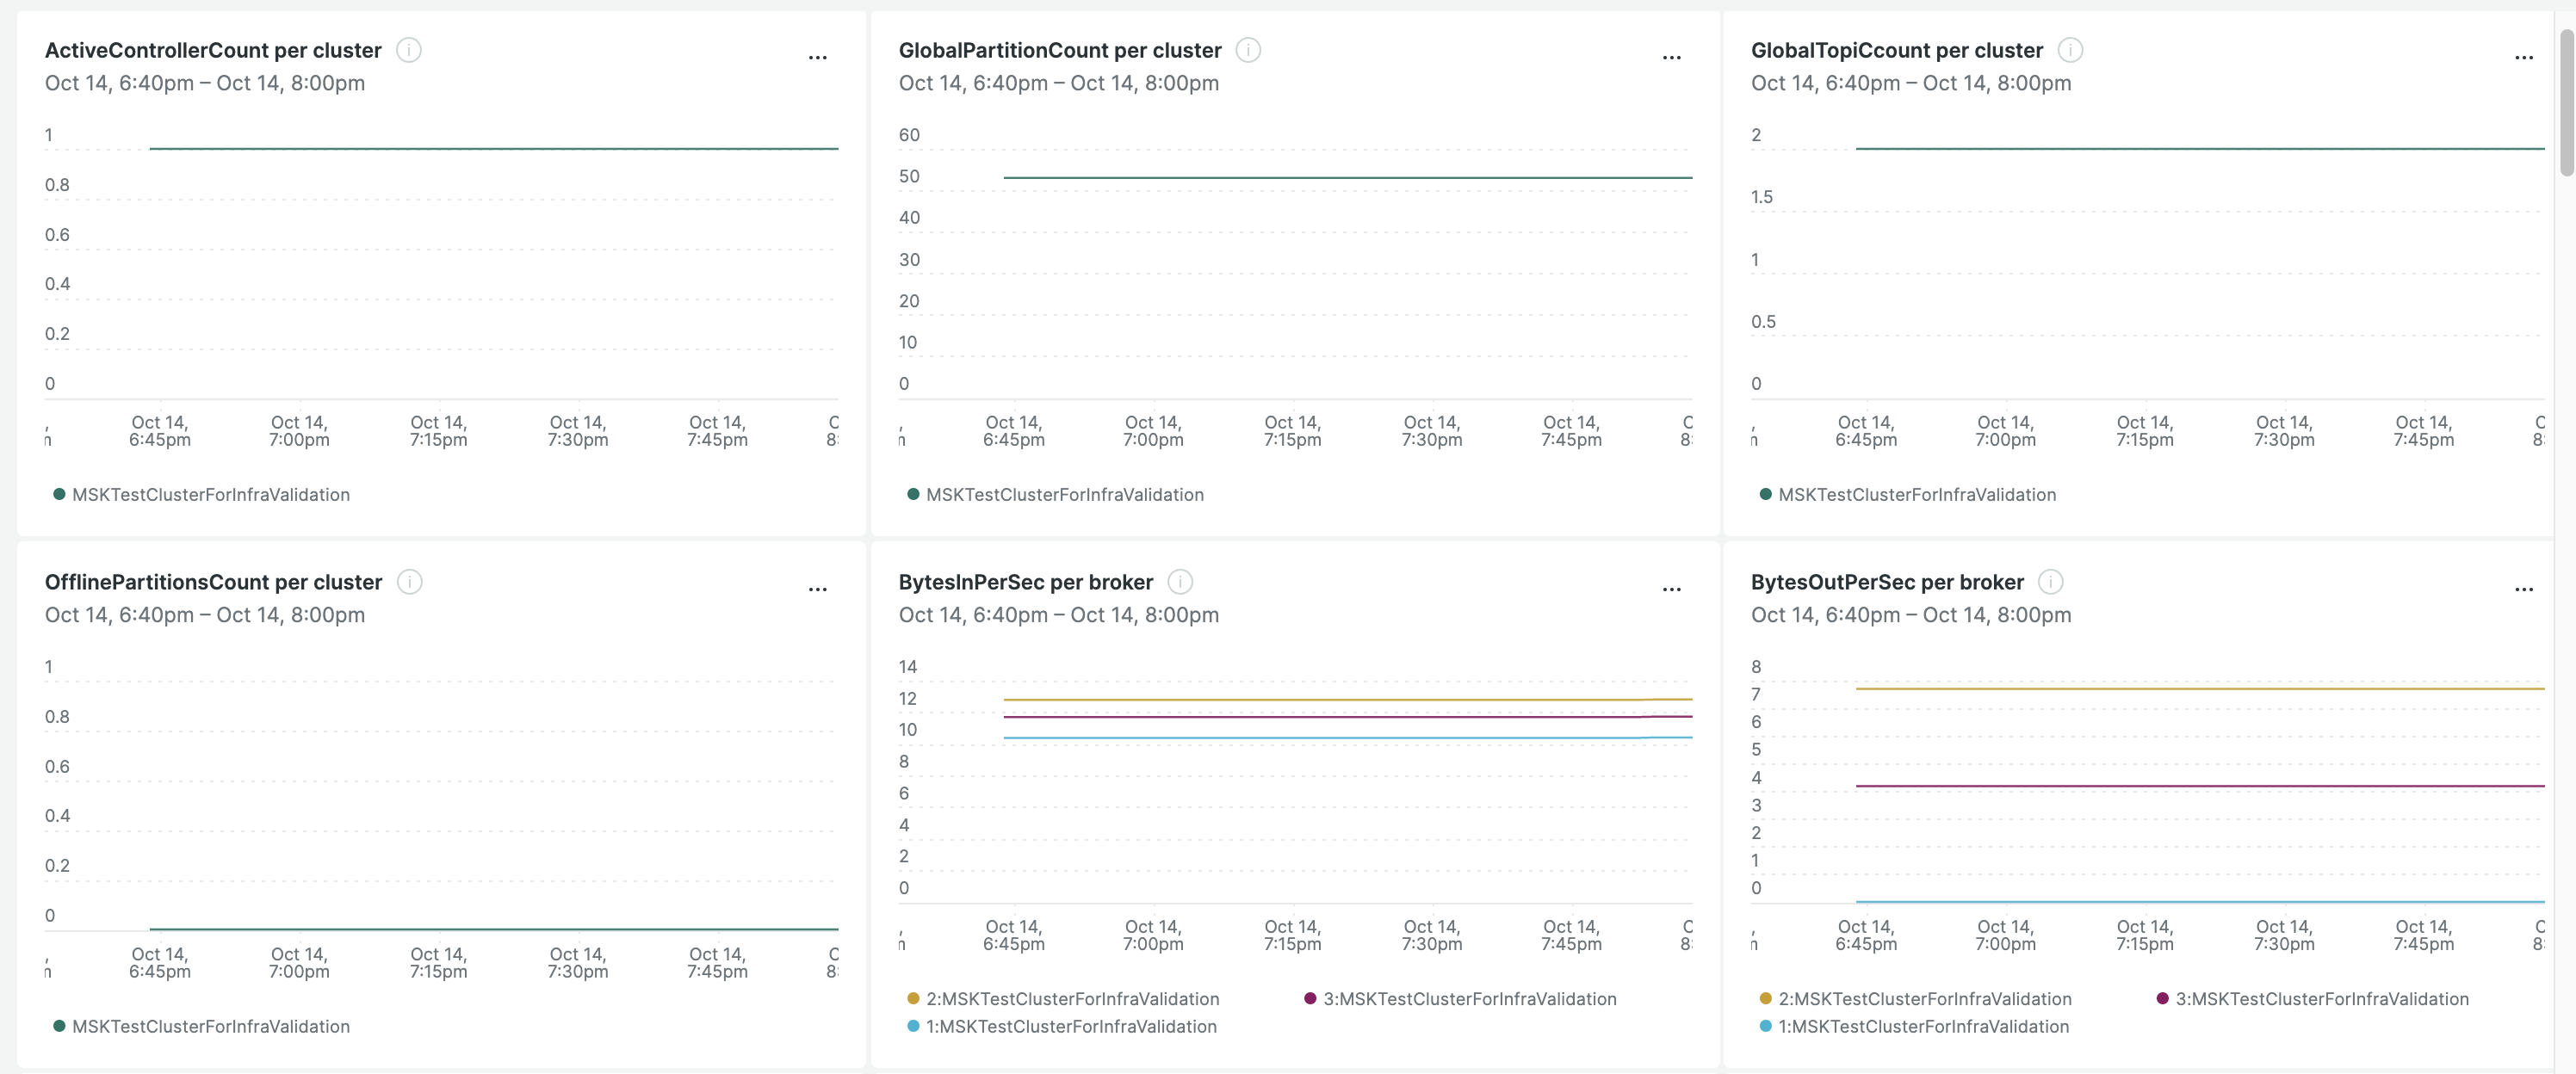 ActiveControllerCount per cluster
Oct 14, 6:40pm – Oct 14, 8:00pm
1
0.8
0.6
0.4
0.2
0
Oct 14, 6:45pm
Oct 14, 7:00pm
Oct 14, 7:15pm
Oct 14, 7:30pm
Oct 14, 7:45pm
MSKTestClusterForInfraValidation
GlobalPartitionCount per cluster
Oct 14, 6:40pm – Oct 14, 8:00pm
60
50
40
30
20
10
0
Oct 14, 6:45pm
Oct 14, 7:00pm
Oct 14, 7:15pm
Oct 14, 7:30pm
Oct 14, 7:45pm
MSKTestClusterForInfraValidation
GlobalTopiCcount per cluster
Oct 14, 6:40pm – Oct 14, 8:00pm
2
1.5
1
0.5
0
Oct 14, 6:45pm
Oct 14, 7:00pm
Oct 14, 7:15pm
Oct 14, 7:30pm
Oct 14, 7:45pm
MSKTestClusterForInfraValidation
OfflinePartitionsCount per cluster
Oct 14, 6:40pm – Oct 14, 8:00pm
1
0.8
0.6
0.4
0.2
0
Oct 14, 6:45pm
Oct 14, 7:00pm
Oct 14, 7:15pm
Oct 14, 7:30pm
Oct 14, 7:45pm
MSKTestClusterForInfraValidation
BytesInPerSec per broker
Oct 14, 6:40pm – Oct 14, 8:00pm
14
12
10
8
6
4
2
0
Oct 14, 6:45pm
Oct 14, 7:00pm
Oct 14, 7:15pm
Oct 14, 7:30pm
Oct 14, 7:45pm
2:MSKTestClusterForInfraValidation
3:MSKTestClusterForInfraValidation
1:MSKTestClusterForInfraValidation
BytesOutPerSec per broker
Oct 14, 6:40pm – Oct 14, 8:00pm
8
7
6
5
4
3
2
1
0
Oct 14, 6:45pm
Oct 14, 7:00pm
Oct 14, 7:15pm
Oct 14, 7:30pm
Oct 14, 7:45pm
2:MSKTestClusterForInfraValidation
3:MSKTestClusterForInfraValidation
1:MSKTestClusterForInfraValidation